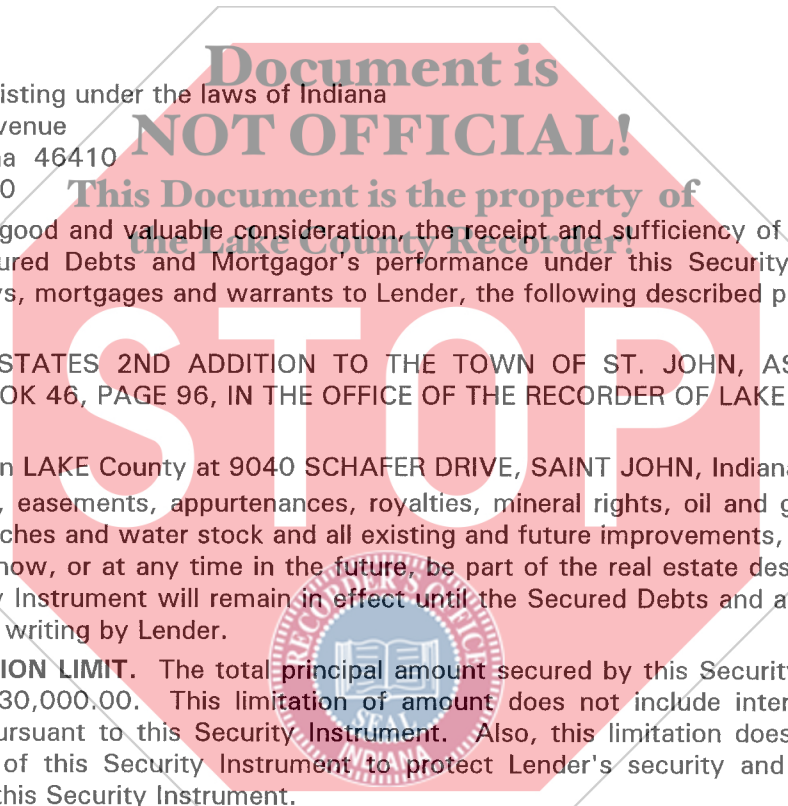 Document is
isting under the laws of Indiana
venue
NOT OFFICIAL!
a 46410
0
This Document is the property of
good and valuable consideration, the receipt and sufficiency of
the Lake County Recorder!
ured Debts and Mortgagor's performance under this Security
s, mortgages and warrants to Lender, the following described p
STOP
STATES 2ND ADDITION TO THE TOWN OF ST. JOHN, AS
OK 46, PAGE 96, IN THE OFFICE OF THE RECORDER OF LAKE
n LAKE County at 9040 SCHAFER DRIVE, SAINT JOHN, Indiana
, easements, appurtenances, royalties, mineral rights, oil and g
ches and water stock and all existing and future improvements,
now, or at any time in the future, be part of the real estate des
y Instrument will remain in effect until the Secured Debts and a
writing by Lender.
RECORDER'S OFFICE
SEAL
INDIANA
ION LIMIT. The total principal amount secured by this Security
30,000.00. This limitation of amount does not include inter
ursuant to this Security Instrument. Also, this limitation does
of this Security Instrument to protect Lender's security and
this Security Instrument.